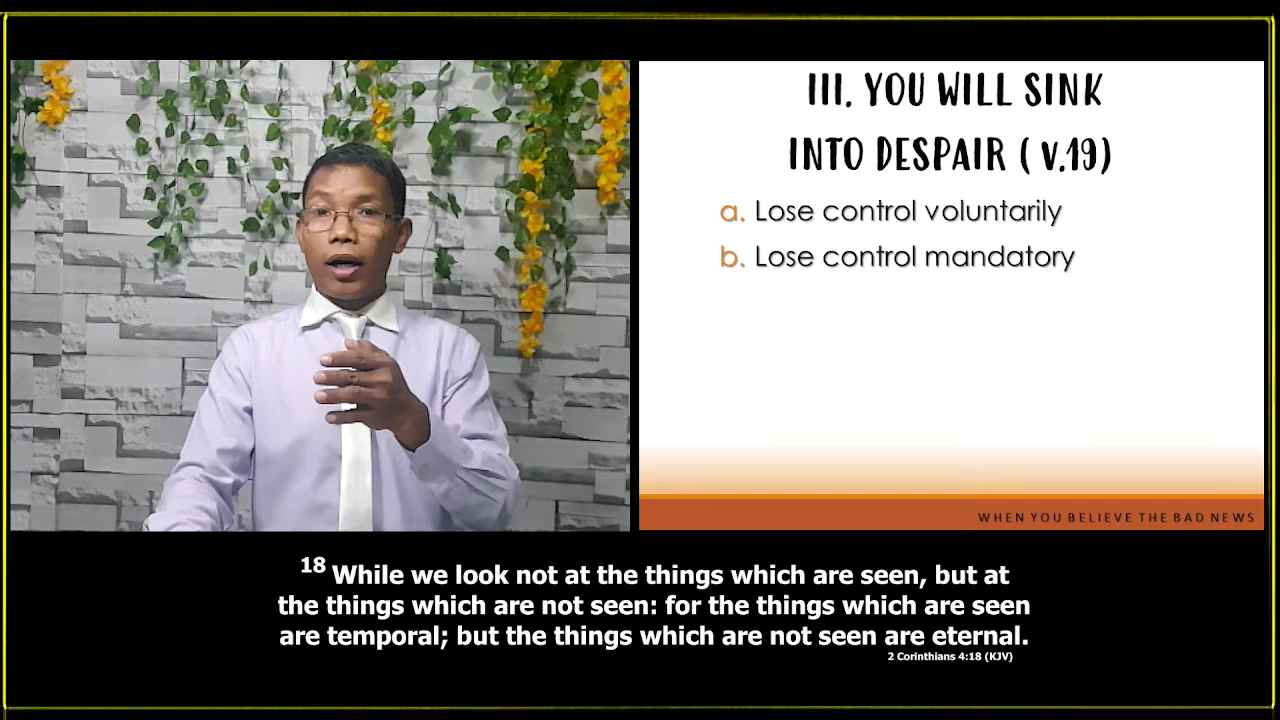 III. YOU WILL SINK
INTO DESPAIR ( v.19)
a. Lose control voluntarily
b. Lose control mandatory
WHEN YOU BELIEVE THE BAD NEWS
18 While we look not at the things which are seen, but at
the things which are not seen: for the things which are seen
are temporal; but the things which are not seen are eternal.
2 Corinthians 4:18 (KJV)